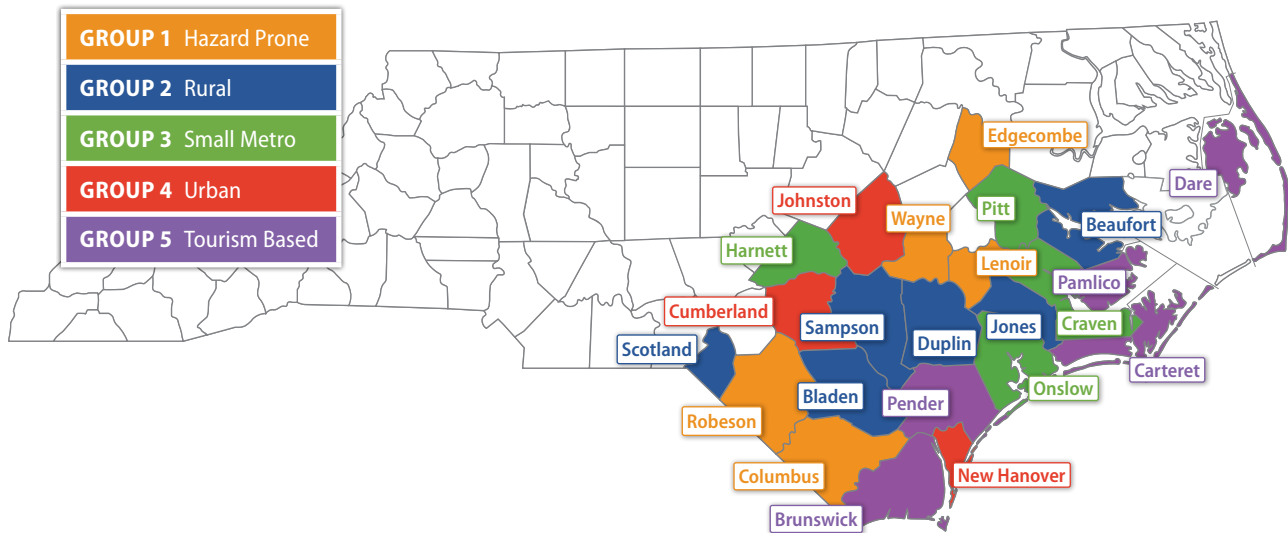 GROUP 1 Hazard Prone
GROUP 2 Rural
GROUP 3 Small Metro
GROUP 4 Urban
GROUP 5 Tourism Based
Edgecombe
Dare
Johnston
Wayne
Pitt
Beaufort
Harnett
Lenoir
Pamlico
Cumberland
Sampson
Jones
Craven
Scotland
Duplin
Carteret
Onslow
Bladen
Pender
Robeson
Columbus
New Hanover
Brunswick